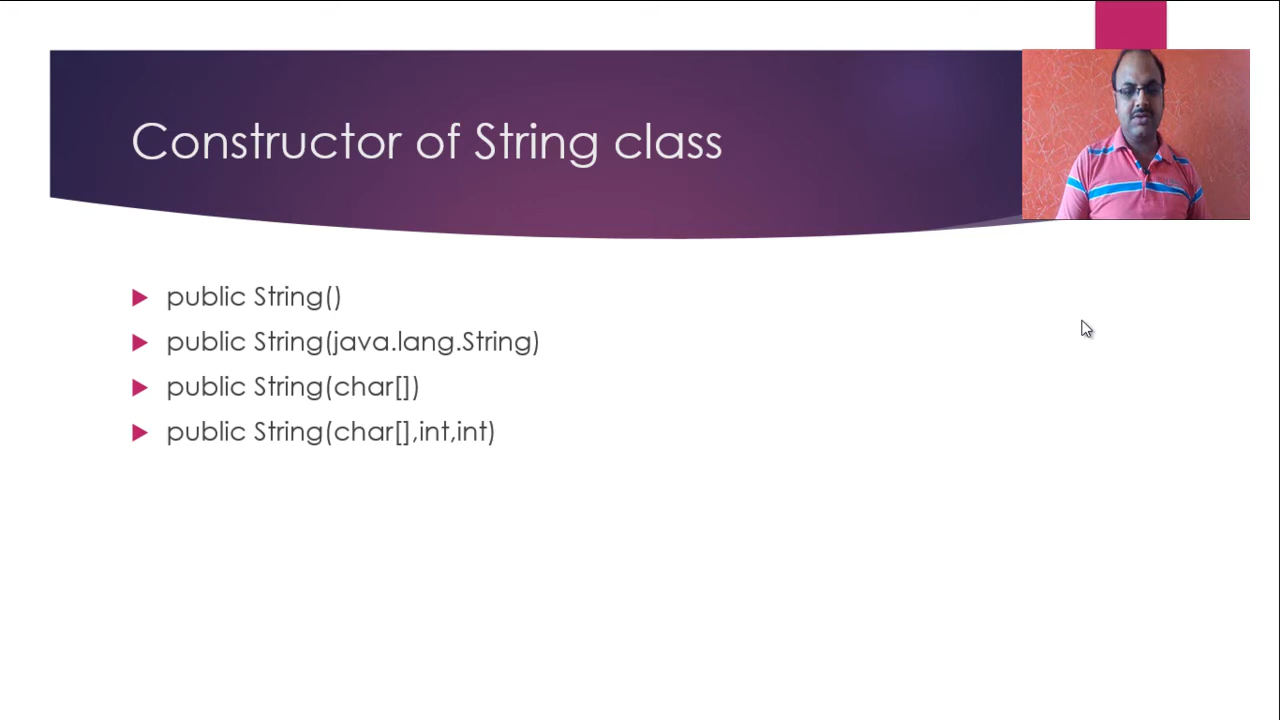 Constructor of String class
public String()
public String(java.lang.String)
public String(char[])
public String(char[],int,int)